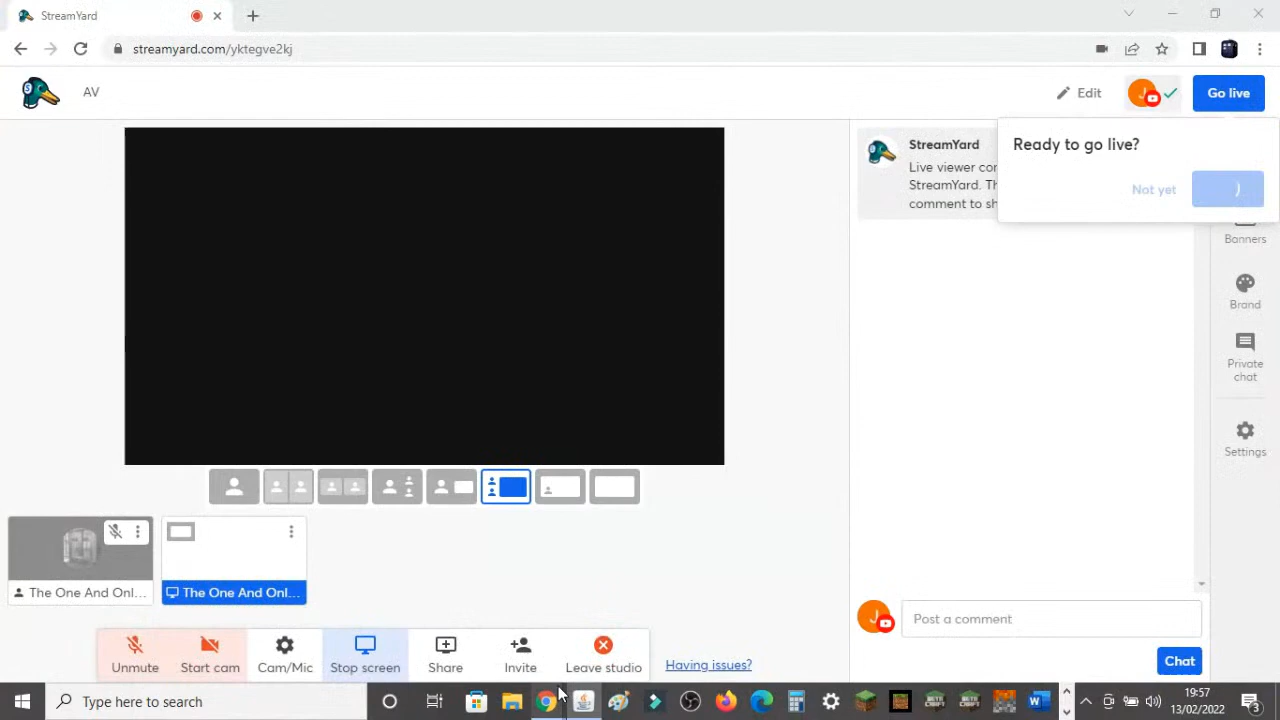 StreamYard
streamyard.com/yktegve2kj
AV
Edit
J
Go live
Ready to go live?
Not yet
StreamYard
Live viewer con
StreamYard. Th
comment to sh
Banners
Brand
Private
chat
Settings
The One And Onl...
The One And Onl...
Unmute
Start cam
Cam/Mic
Stop screen
Share
Invite
Leave studio
Having issues?
J
Post a comment
Chat
Type here to search
19:57
13/02/2022
3